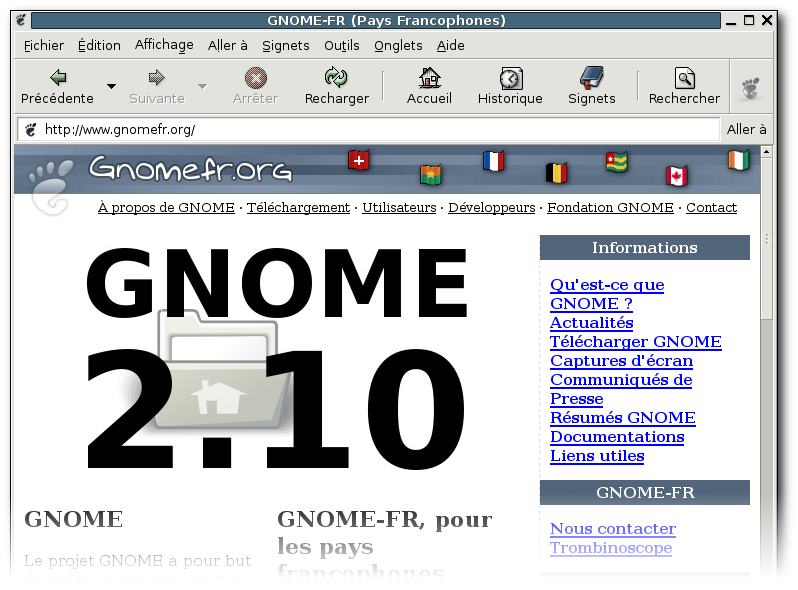 GNOME-FR (Pays Francophones)
Fichier Édition Affichage Aller à Signets Outils Onglets Aide
Précédente Suivante Arrêter Recharger Accueil Historique Signets Rechercher
http://www.gnomefr.org/ Aller à
Gnomefr.org
À propos de GNOME · Téléchargement · Utilisateurs · Développeurs · Fondation GNOME · Contact
GNOME
2.10
GNOME
Le projet GNOME a pour but
GNOME-FR, pour
les pays
francophones
Informations
Qu'est-ce que
GNOME ?
Actualités
Télécharger GNOME
Captures d'écran
Communiqués de
Presse
Résumés GNOME
Documentations
Liens utiles
GNOME-FR
Nous contacter
Trombinoscope